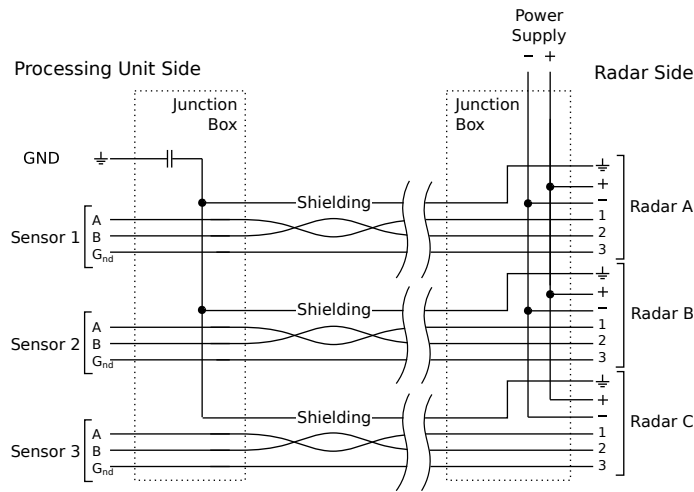 Power
Supply
− +
Processing Unit Side
Radar Side
Junction
Box
Junction
Box
GND
Shielding
+
−
1
2
3
Radar A
Sensor 1
A
B
Gnd
Shielding
+
−
1
2
3
Radar B
Sensor 2
A
B
Gnd
Shielding
+
−
1
2
3
Radar C
Sensor 3
A
B
Gnd